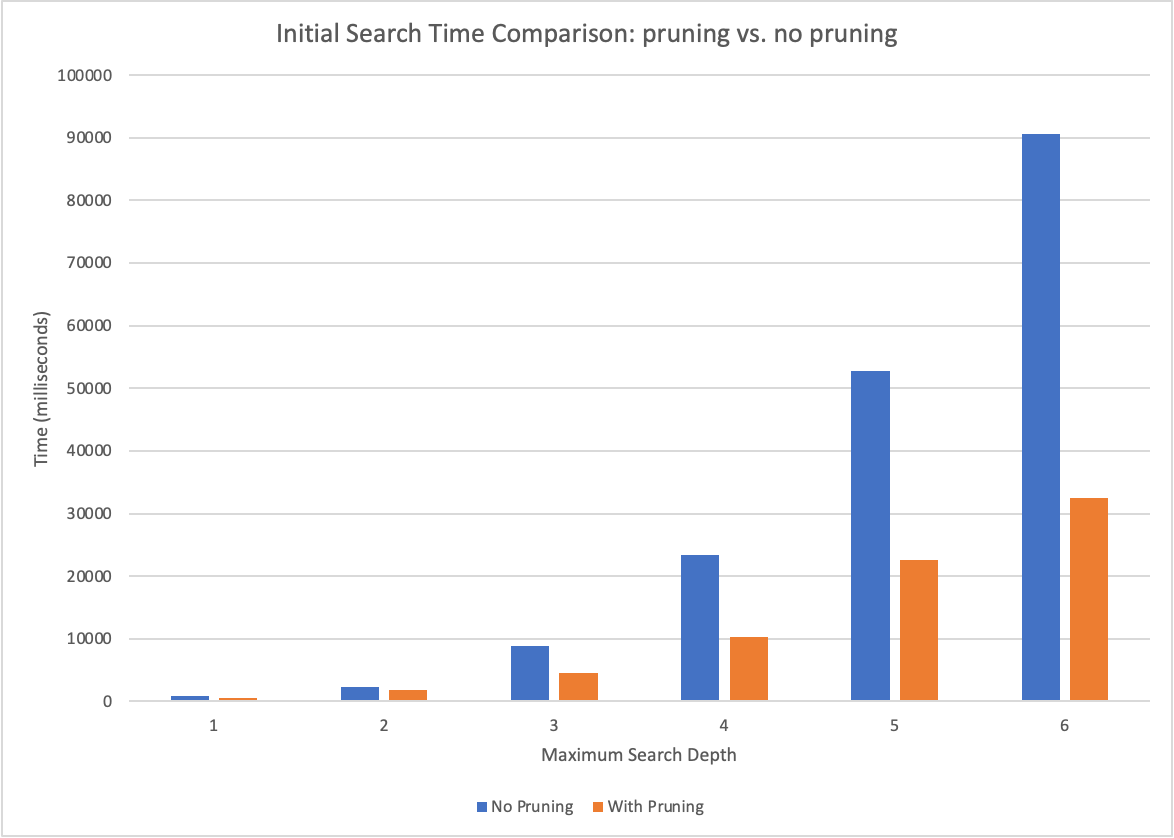 Initial Search Time Comparison: pruning vs. no pruning
100000
90000
80000
70000
60000
50000
40000
30000
20000
10000
0
Time (milliseconds)
1 2 3 4 5 6
Maximum Search Depth
No Pruning With Pruning